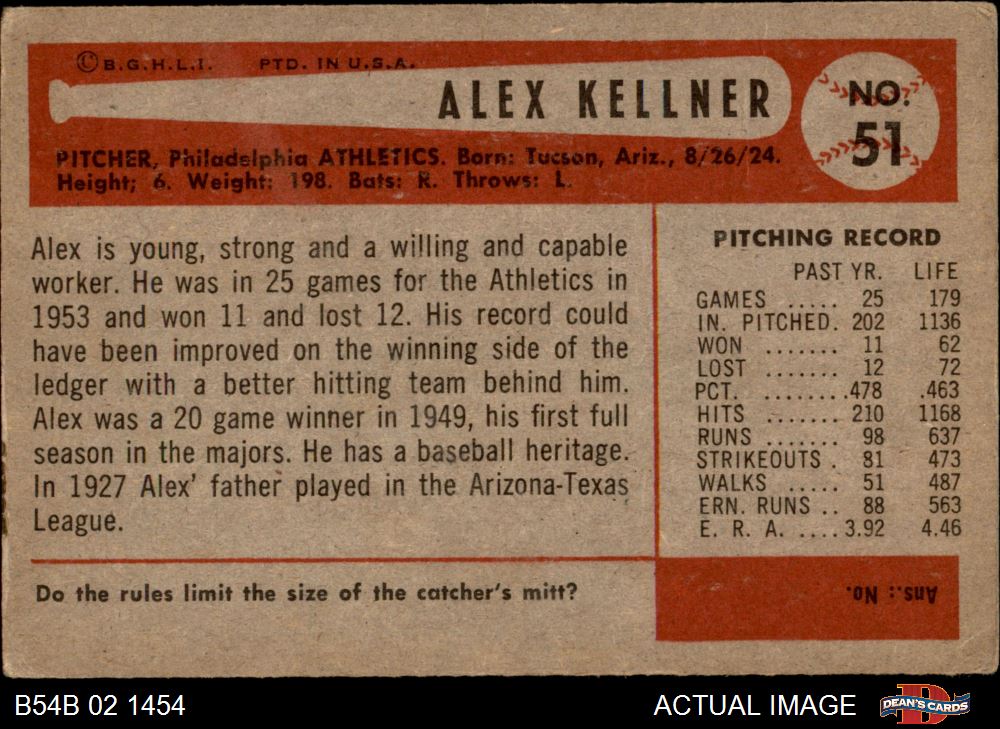 ©B.G.H.L.I. PTD. IN U.S.A.
ALEX KELLNER
NO.
51
PITCHER, Philadelphia ATHLETICS. Born: Tucson, Ariz., 8/26/24.
Height; 6. Weight: 198. Bats: R. Throws: L.
Alex is young, strong and a willing and capable
worker. He was in 25 games for the Athletics in
1953 and won 11 and lost 12. His record could
have been improved on the winning side of the
ledger with a better hitting team behind him.
Alex was a 20 game winner in 1949, his first full
season in the majors. He has a baseball heritage.
In 1927 Alex' father played in the Arizona-Texas
League.
PITCHING RECORD
PAST YR. LIFE
GAMES ..... 25 179
IN. PITCHED. 202 1136
WON ....... 11 62
LOST ....... 12 72
PCT. ........478 .463
HITS ....... 210 1168
RUNS ....... 98 637
STRIKEOUTS . 81 473
WALKS ..... 51 487
ERN. RUNS .. 88 563
E. R. A. ....3.92 4.46
Do the rules limit the size of the catcher's mitt?
Ans.: No.
B54B 02 1454
ACTUAL IMAGE
D
DEAN'S CARDS